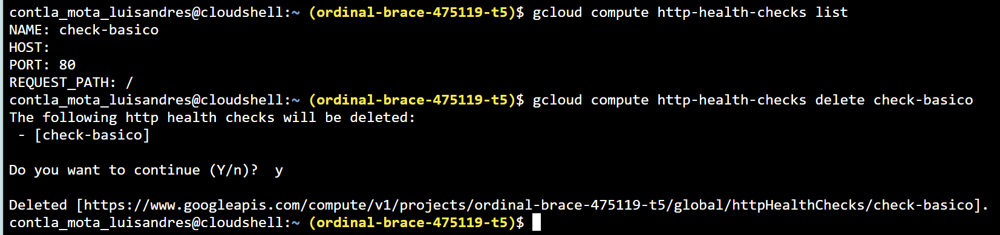 contla_mota_luisandres@cloudshell:~ (ordinal-brace-475119-t5)$ gcloud compute http-health-checks list
NAME: check-basico
HOST:
PORT: 80
REQUEST_PATH: /
contla_mota_luisandres@cloudshell:~ (ordinal-brace-475119-t5)$ gcloud compute http-health-checks delete check-basico
The following http health checks will be deleted:
 - [check-basico]

Do you want to continue (Y/n)?  y

Deleted [https://www.googleapis.com/compute/v1/projects/ordinal-brace-475119-t5/global/httpHealthChecks/check-basico].
contla_mota_luisandres@cloudshell:~ (ordinal-brace-475119-t5)$